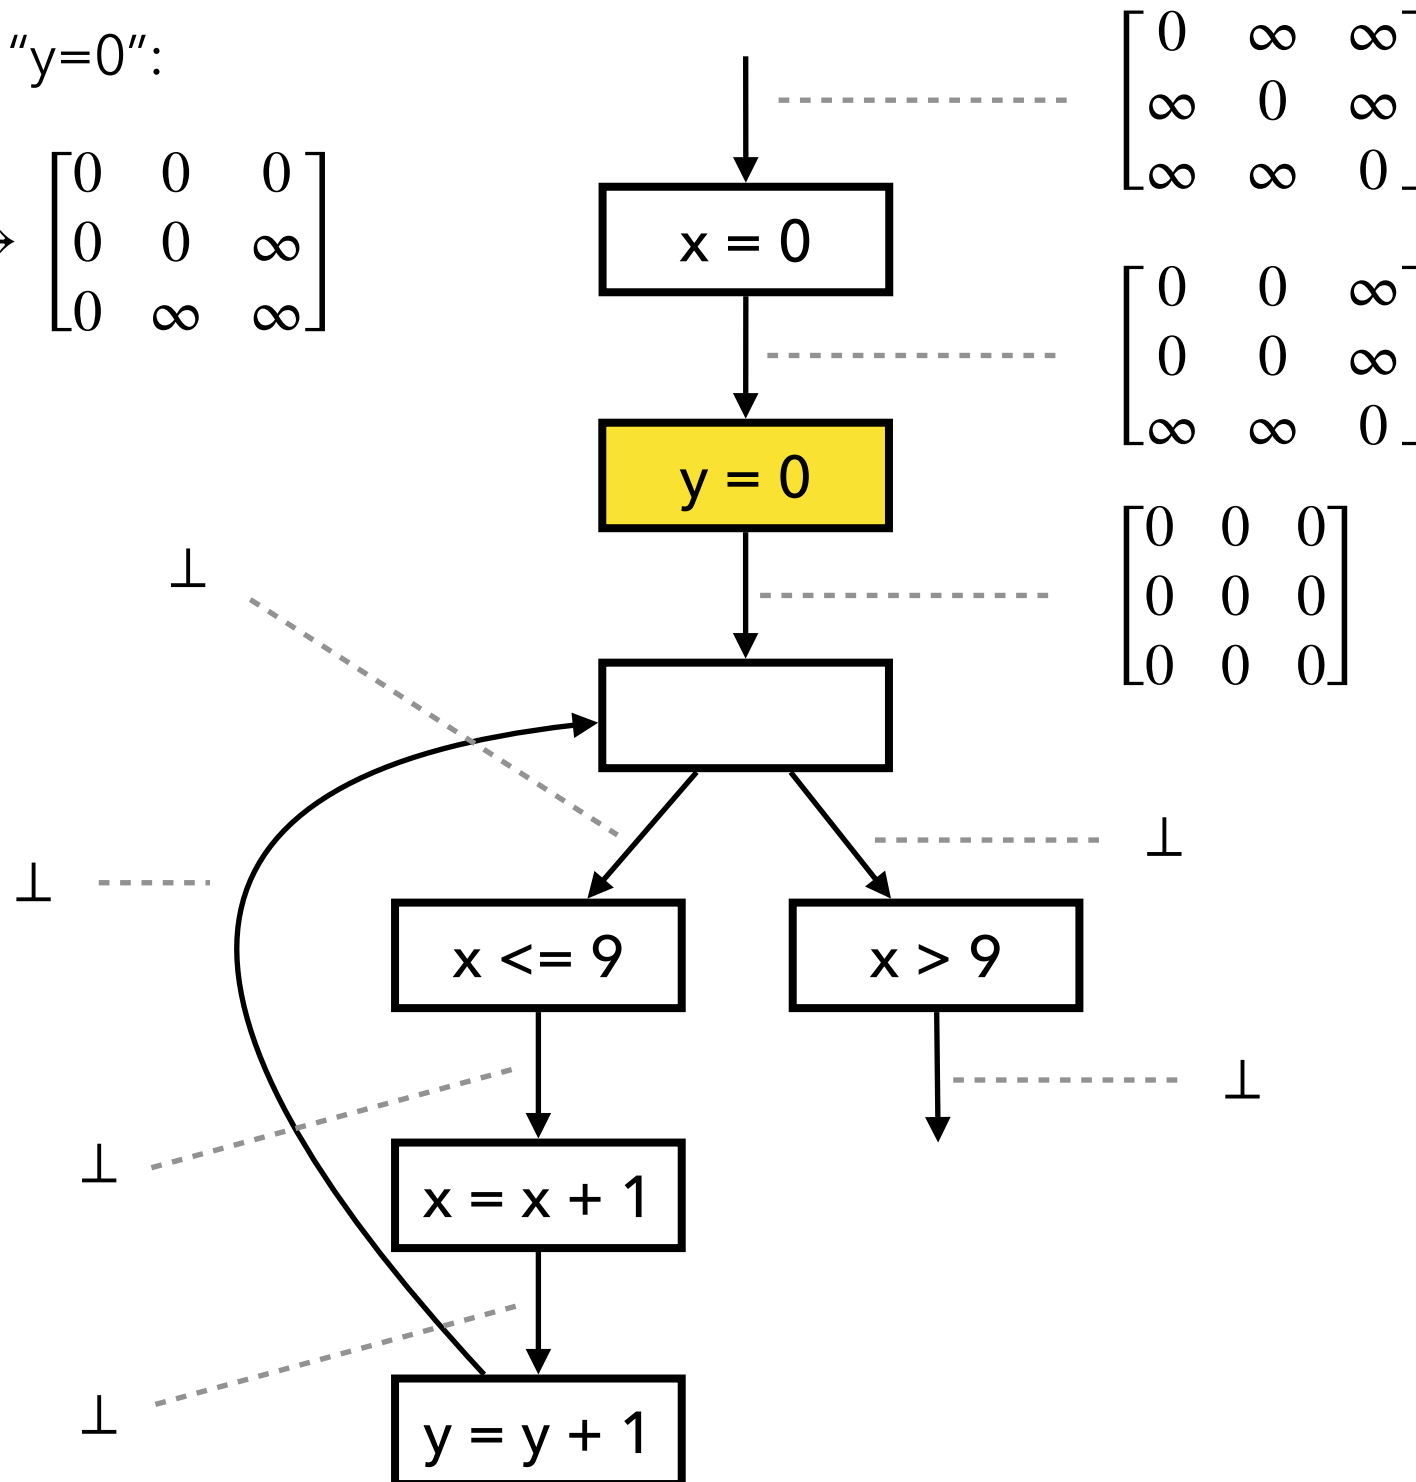 “y=0”:
→ [0 0 0
0 0 ∞
0 ∞ ∞]
[0 ∞ ∞
∞ 0 ∞
∞ ∞ 0]
x = 0
[0 0 ∞
0 0 ∞
∞ ∞ 0]
y = 0
[0 0 0
0 0 0
0 0 0]
⊥
⊥
⊥
x <= 9
x > 9
⊥
⊥
x = x + 1
⊥
y = y + 1